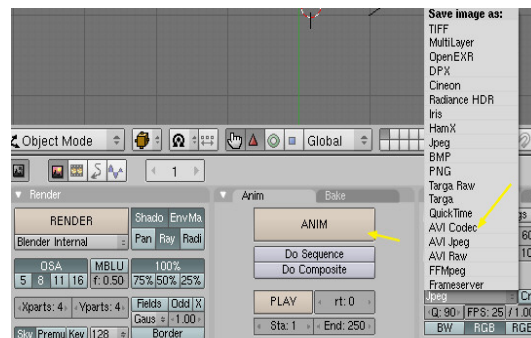 Save image as:
TIFF
MultiLayer
OpenEXR
DPX
Cineon
Radiance HDR
Iris
HamX
Jpeg
BMP
PNG
Targa Raw
Targa
QuickTime
AVI Codec
AVI Jpeg
AVI Raw
FFMpeg
Frameserver
Jpeg
Object Mode
Global
1
Render
Anim
Bake
RENDER
Shado
EnvMa
Blender Internal
Pan
Ray
Radi
ANIM
OSA
MBLU
100%
5
8
11
16
f: 0.50
75%
50%
25%
Do Sequence
Do Composite
Xparts: 4
Yparts: 4
Fields
Odd
X
Gaus
1.00
PLAY
rt: 0
Sky
Premu
Key
128
Border
Sta: 1
End: 250
Q: 90
FPS: 25
BW
RGB